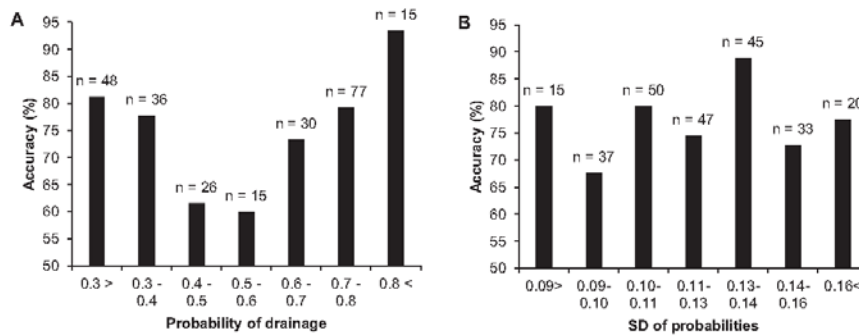 A
Accuracy (%)
95
90
85
80
75
70
65
60
55
50
n = 48
n = 36
n = 26
n = 15
n = 30
n = 77
n = 15
0.3 >
0.3 -
0.4
0.4 -
0.5
0.5 -
0.6
0.6 -
0.7
0.7 -
0.8
0.8 <
Probability of drainage
B
Accuracy (%)
95
90
85
80
75
70
65
60
55
50
n = 15
n = 37
n = 50
n = 47
n = 45
n = 33
n = 20
0.09>
0.09-
0.10
0.10-
0.11
0.11-
0.13
0.13-
0.14
0.14-
0.16
0.16<
SD of probabilities